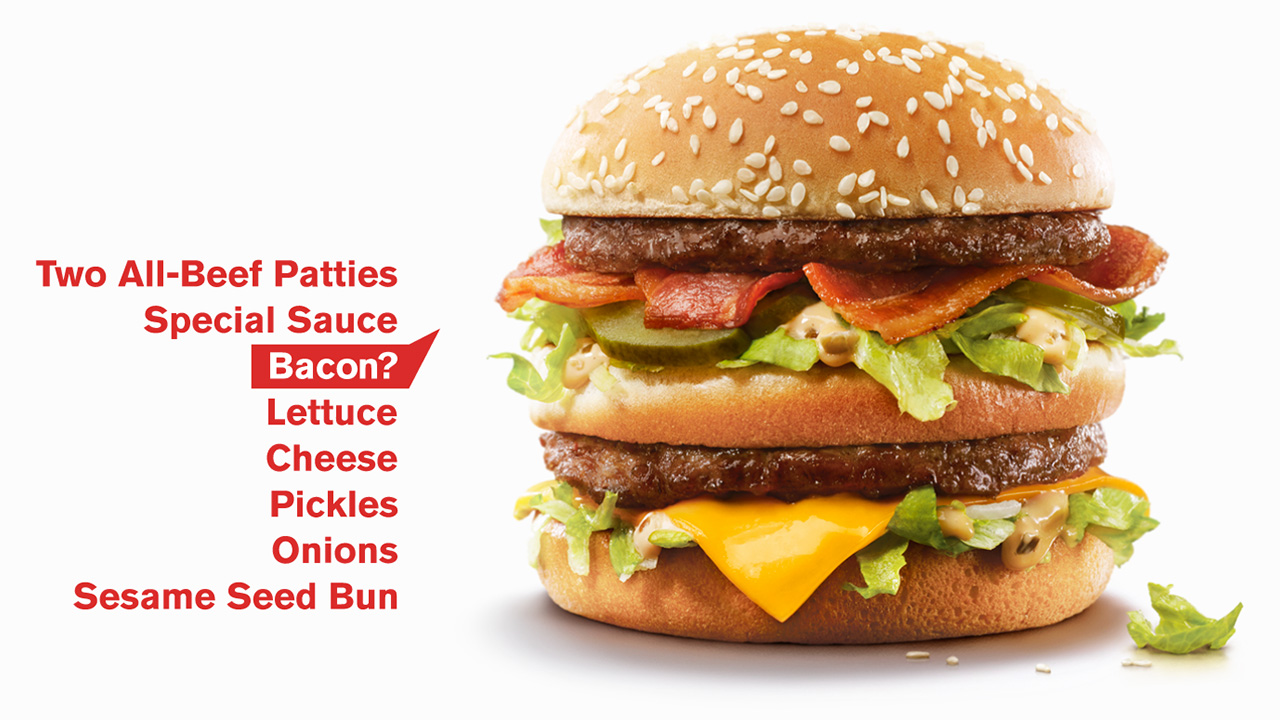 Two All-Beef Patties
Special Sauce
Bacon?
Lettuce
Cheese
Pickles
Onions
Sesame Seed Bun